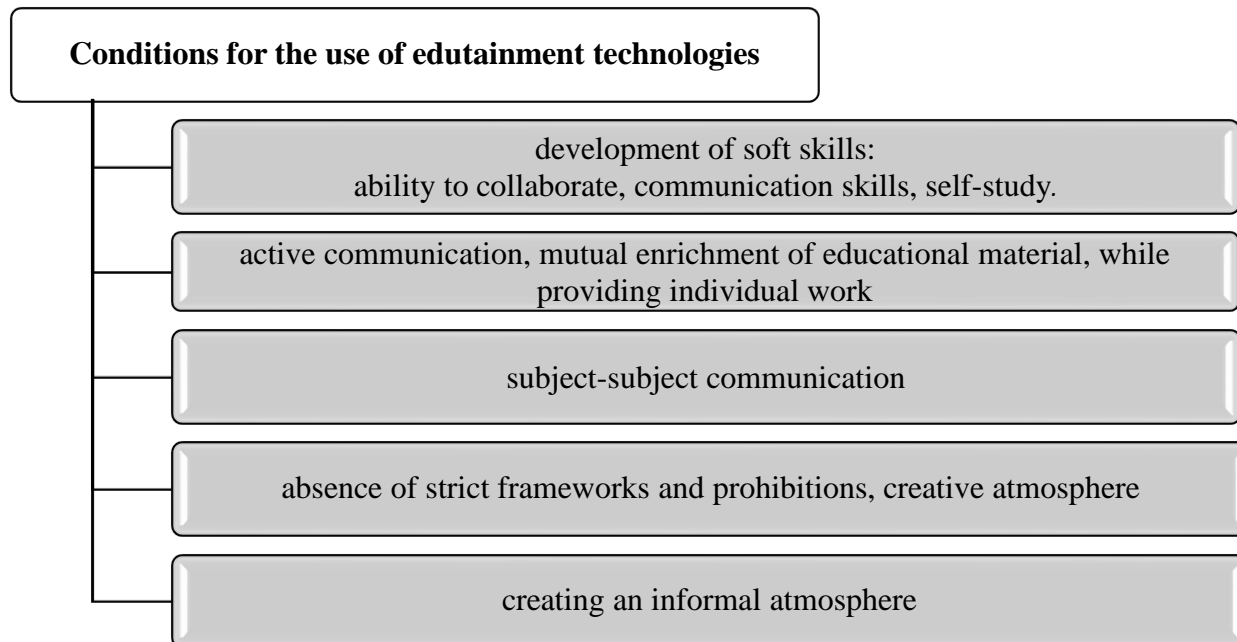 Conditions for the use of edutainment technologies
development of soft skills:
ability to collaborate, communication skills, self-study.
active communication, mutual enrichment of educational material, while
providing individual work
subject-subject communication
absence of strict frameworks and prohibitions, creative atmosphere
creating an informal atmosphere